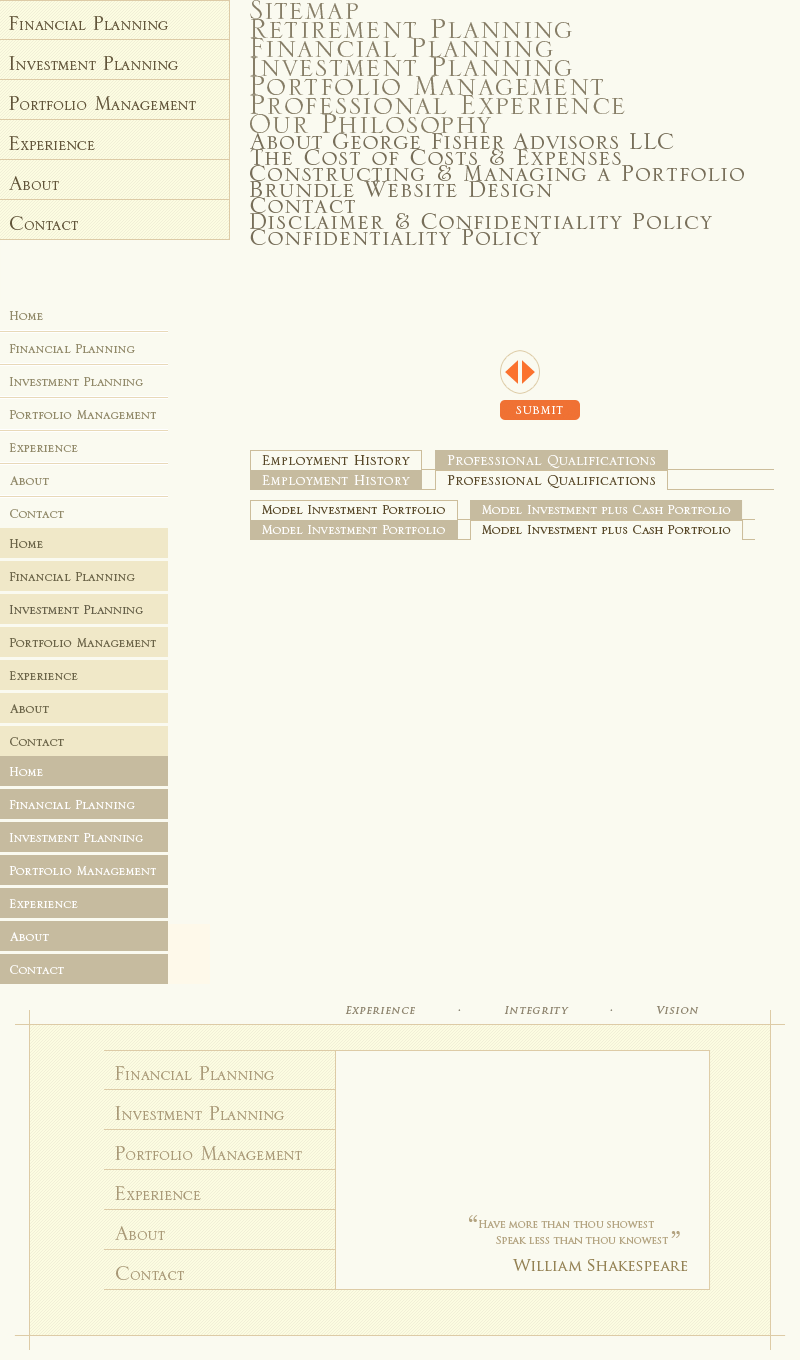 Financial Planning
Investment Planning
Portfolio Management
Experience
About
Contact
Sitemap
Retirement Planning
Financial Planning
Investment Planning
Portfolio Management
Professional Experience
Our Philosophy
About George Fisher Advisors LLC
The Cost of Costs & Expenses
Constructing & Managing a Portfolio
Brundle Website Design
Contact
Disclaimer & Confidentiality Policy
Confidentiality Policy
Home
Financial Planning
Investment Planning
Portfolio Management
Experience
About
Contact
Home
Financial Planning
Investment Planning
Portfolio Management
Experience
About
Contact
Home
Financial Planning
Investment Planning
Portfolio Management
Experience
About
Contact
SUBMIT
Employment History Professional Qualifications
Employment History Professional Qualifications
Model Investment Portfolio Model Investment plus Cash Portfolio
Model Investment Portfolio Model Investment plus Cash Portfolio
Experience · Integrity · Vision
Financial Planning
Investment Planning
Portfolio Management
Experience
About
Contact
“Have more than thou showest
Speak less than thou knowest”
William Shakespeare